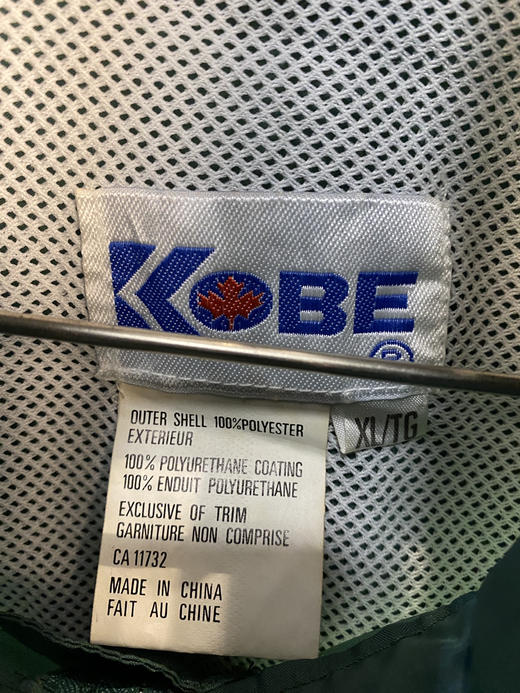 KOBE
®
XL/TG
OUTER SHELL 100%POLYESTER
EXTERIEUR
100% POLYURETHANE COATING
100% ENDUIT POLYURETHANE
EXCLUSIVE OF TRIM
GARNITURE NON COMPRISE
CA 11732
MADE IN CHINA
FAIT AU CHINE